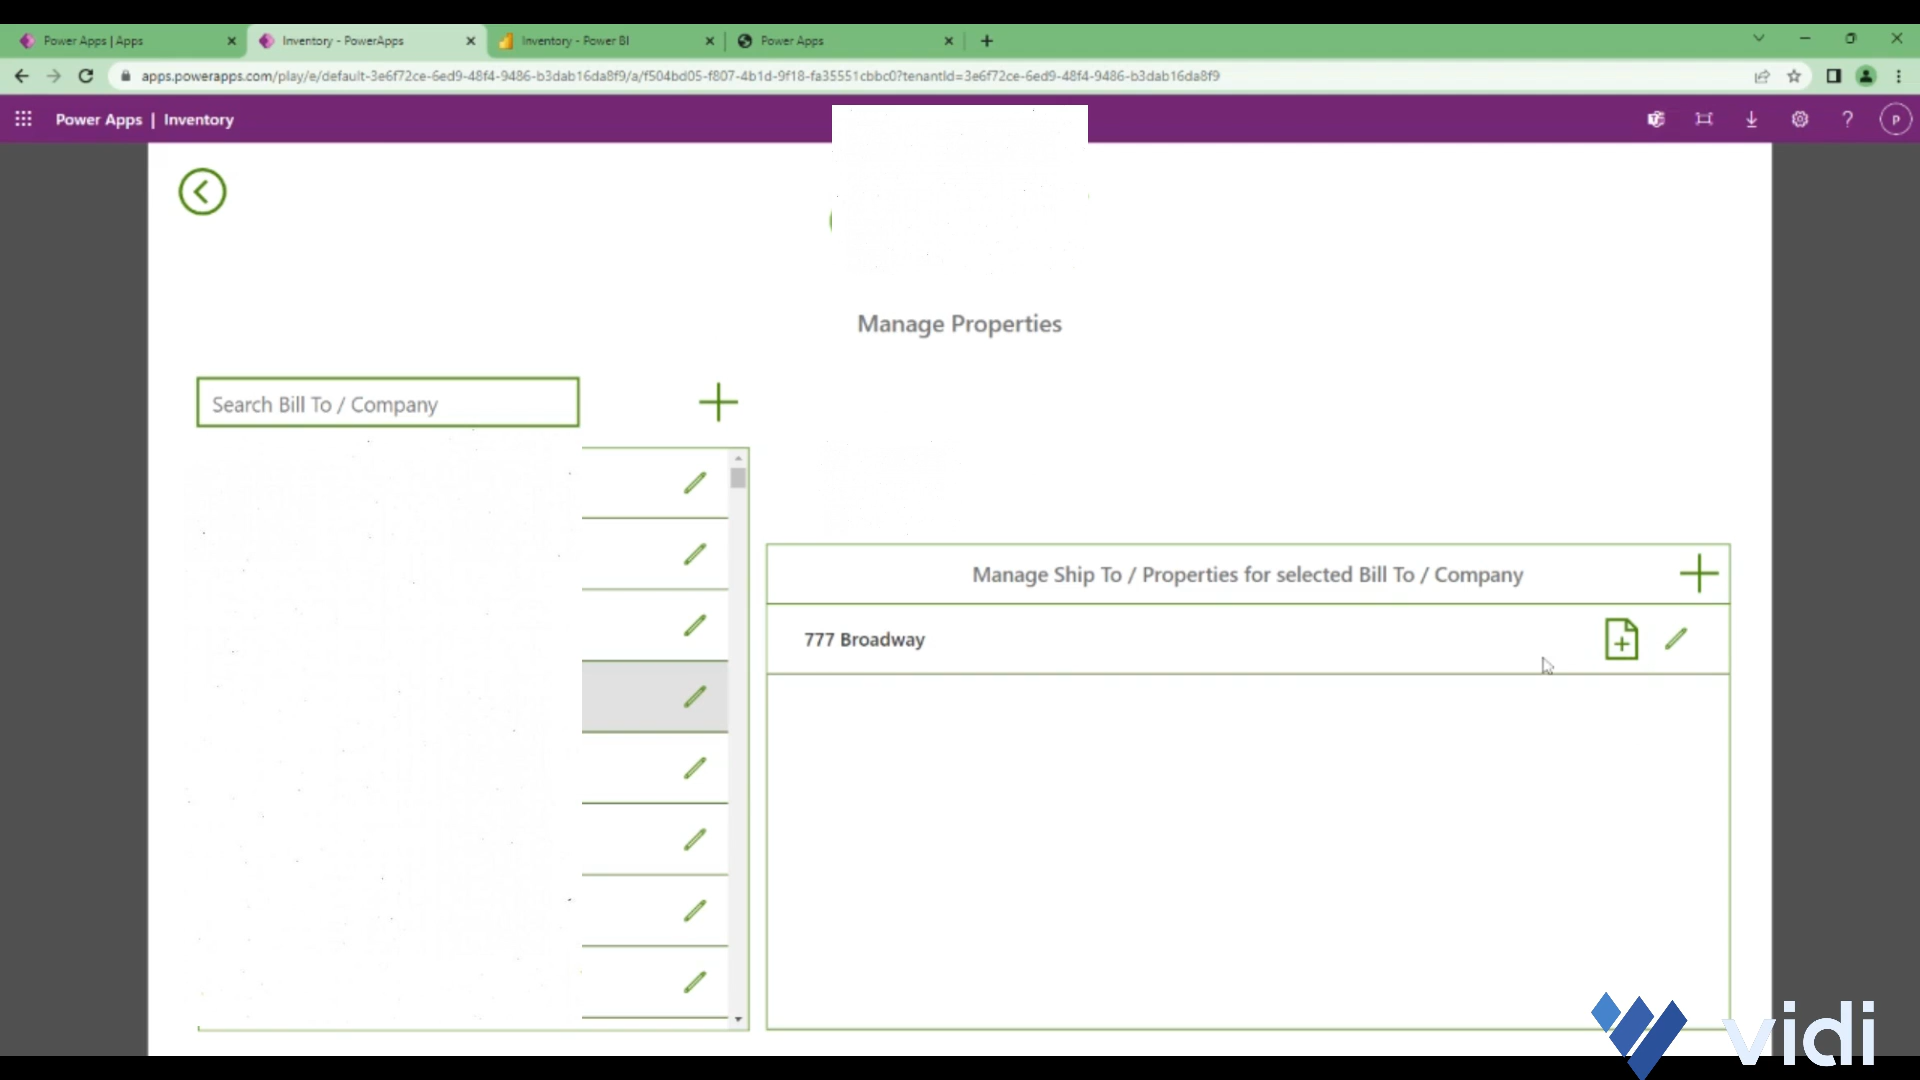 Power Apps | Apps
Inventory - PowerApps
Inventory - Power BI
Power Apps
apps.powerapps.com/play/e/default-3e6f72ce-6ed9-48f4-9486-b3dab16da8f9/a/f504bd05-f807-4b1d-9f18-fa35551cbbc0?tenantId=3e6f72ce-6ed9-48f4-9486-b3dab16da8f9
Power Apps | Inventory
P
Manage Properties
Search Bill To / Company
Manage Ship To / Properties for selected Bill To / Company
777 Broadway
vidi